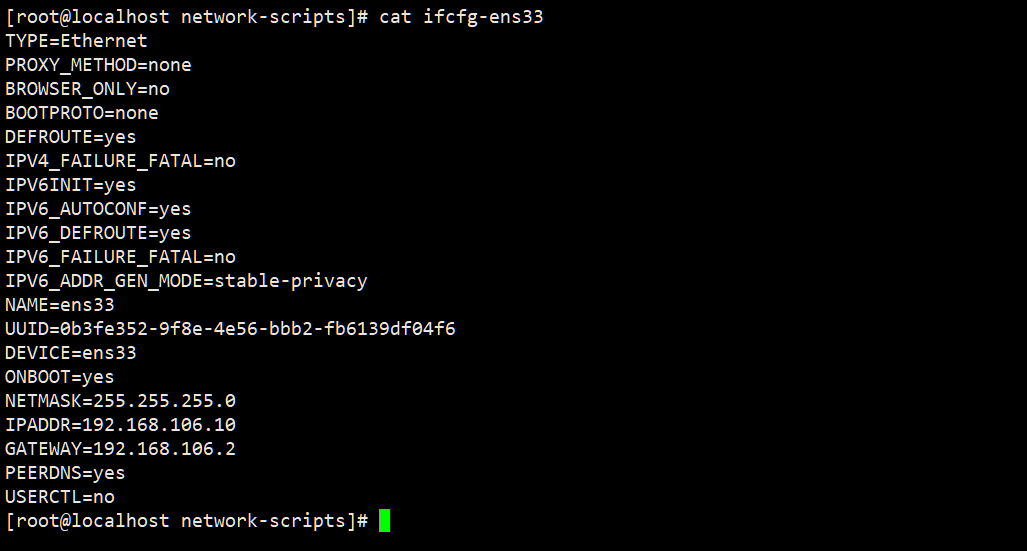 [root@localhost network-scripts]# cat ifcfg-ens33
TYPE=Ethernet
PROXY_METHOD=none
BROWSER_ONLY=no
BOOTPROTO=none
DEFROUTE=yes
IPV4_FAILURE_FATAL=no
IPV6INIT=yes
IPV6_AUTOCONF=yes
IPV6_DEFROUTE=yes
IPV6_FAILURE_FATAL=no
IPV6_ADDR_GEN_MODE=stable-privacy
NAME=ens33
UUID=0b3fe352-9f8e-4e56-bbb2-fb6139df04f6
DEVICE=ens33
ONBOOT=yes
NETMASK=255.255.255.0
IPADDR=192.168.106.10
GATEWAY=192.168.106.2
PEERDNS=yes
USERCTL=no
[root@localhost network-scripts]#